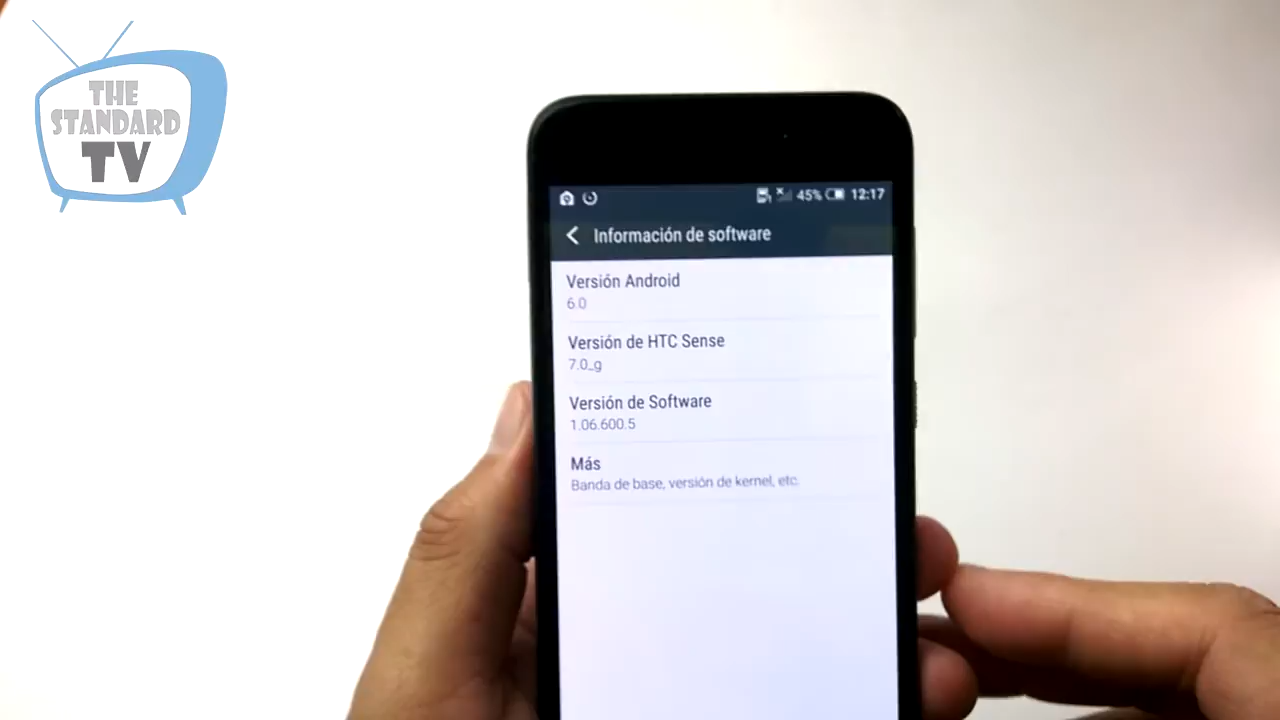 THE
STANDARD
TV
45% 12:17
Información de software
Versión Android
6.0
Versión de HTC Sense
7.0_g
Versión de Software
1.06.600.5
Más
Banda de base, versión de kernel, etc.